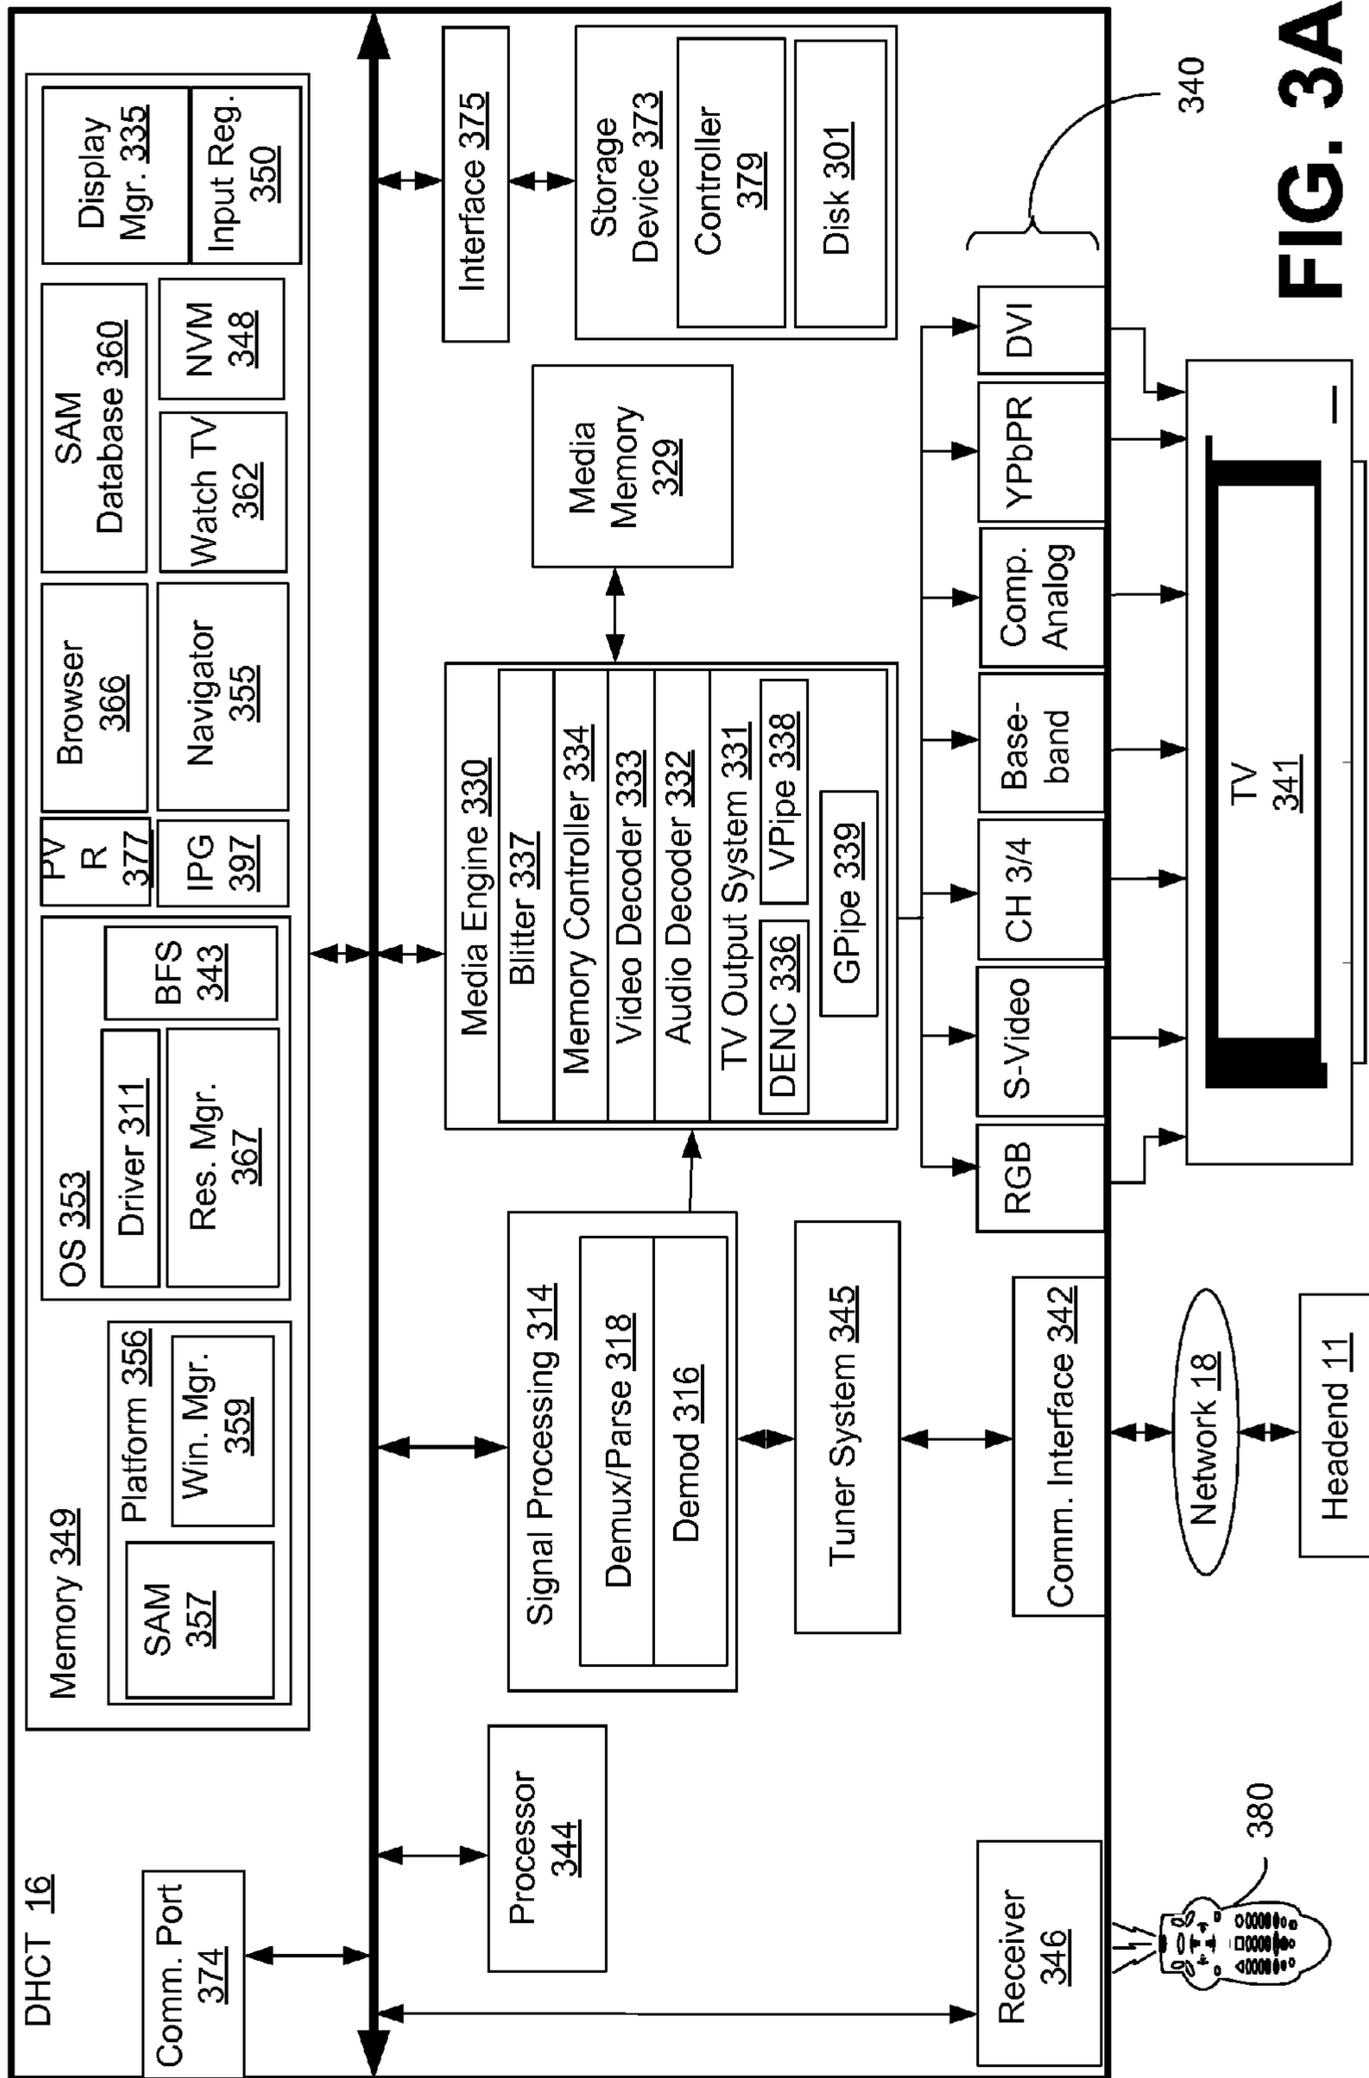 DHCT 16
Comm. Port
374
Memory 349
SAM
357
Platform 356
Win. Mgr.
359
OS 353
Driver 311
Res. Mgr.
367
BFS
343
PV
R
377
IPG
397
Browser
366
Navigator
355
SAM
Database 360
Watch TV
362
NVM
348
Display
Mgr. 335
Input Reg.
350
Processor
344
Signal Processing 314
Demux/Parse 318
Demod 316
Tuner System 345
Comm. Interface 342
Media Engine 330
Blitter 337
Memory Controller 334
Video Decoder 333
Audio Decoder 332
TV Output System 331
DENC 336
VPipe 338
GPipe 339
Media
Memory
329
Interface 375
Storage
Device 373
Controller
379
Disk 301
Receiver
346
RGB
S-Video
CH 3/4
Base-
band
Comp.
Analog
YPbPR
DVI
340
380
Network 18
Headend 11
TV
341
FIG. 3A